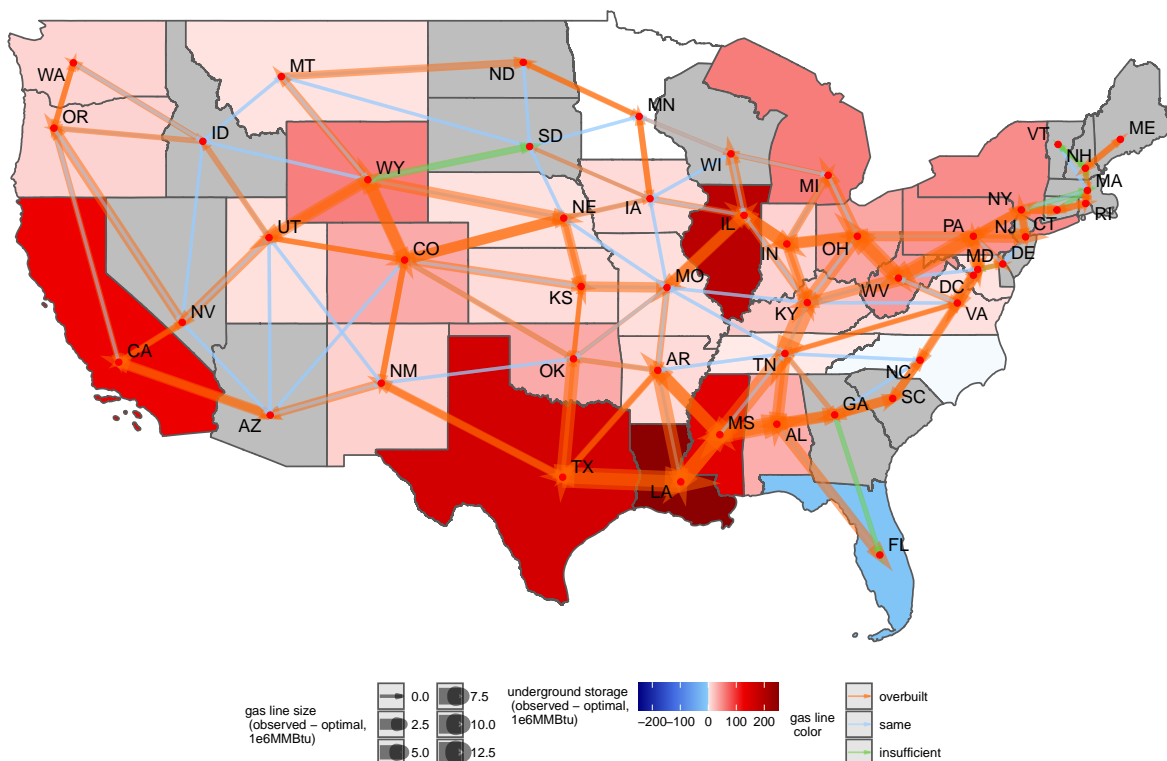 WA
MT
ND
MN
VT
ME
OR
ID
SD
WI
NH
WY
MI
MA
NE
IA
NY
RI
UT
CO
IL
IN
OH
PA
NJ
CT
DE
MD
KS
MO
WV
DC
NV
KY
VA
CA
NM
OK
AR
TN
NC
AZ
MS
AL
GA
SC
TX
LA
FL
gas line size
(observed − optimal,
1e6MMBtu)
0.0
2.5
5.0
7.5
10.0
12.5
underground storage
(observed − optimal,
1e6MMBtu)
−200 −100 0 100 200
gas line
color
overbuilt
same
insufficient